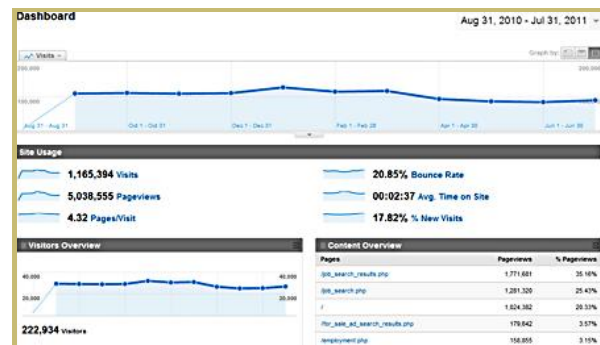 Dashboard
Aug 31, 2010 - Jul 31, 2011
Visits
Graph by:
200,000
200,000
100,000
Aug 31 - Aug 31
Oct 1 - Oct 31
Dec 1 - Dec 31
Feb 1 - Feb 28
Apr 1 - Apr 30
Jun 1 - Jun 30
Site Usage
1,165,394 Visits
20.85% Bounce Rate
5,038,555 Pageviews
00:02:37 Avg. Time on Site
4.32 Pages/Visit
17.82% % New Visits
Visitors Overview
40,000
40,000
20,000
20,000
222,934 Visitors
Content Overview
Pages Pageviews % Pageviews
/job_search_results.php 1,771,601 35.16%
/job_search.php 1,281,320 25.43%
/ 1,024,382 20.33%
/for_sale_ad_search_results.php 179,642 3.57%
/employment.php 158,855 3.15%